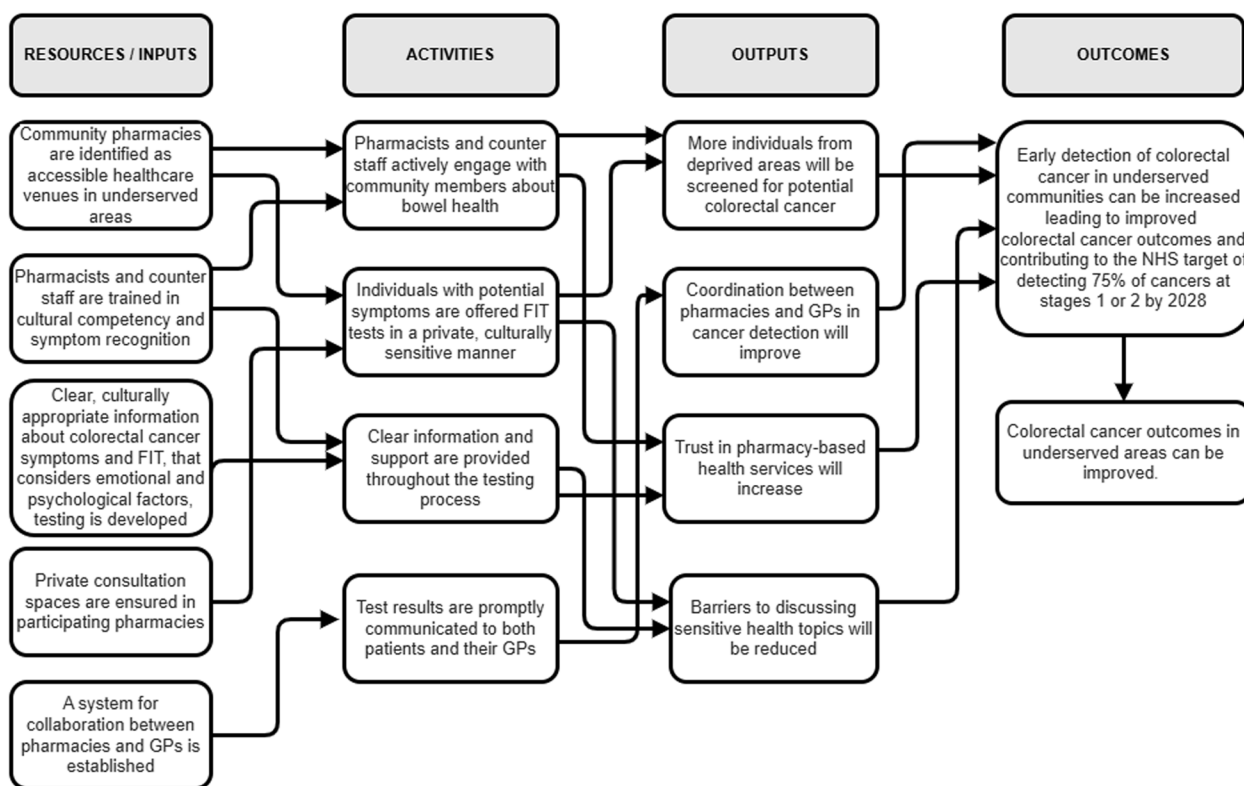 RESOURCES / INPUTS
ACTIVITIES
OUTPUTS
OUTCOMES
Community pharmacies
are identified as
accessible healthcare
venues in underserved
areas
Pharmacists and counter
staff are trained in
cultural competency and
symptom recognition
Clear, culturally
appropriate information
about colorectal cancer
symptoms and FIT, that
considers emotional and
psychological factors,
testing is developed
Private consultation
spaces are ensured in
participating pharmacies
A system for
collaboration between
pharmacies and GPs is
established
Pharmacists and counter
staff actively engage with
community members about
bowel health
Individuals with potential
symptoms are offered FIT
tests in a private, culturally
sensitive manner
Clear information and
support are provided
throughout the testing
process
Test results are promptly
communicated to both
patients and their GPs
More individuals from
deprived areas will be
screened for potential
colorectal cancer
Coordination between
pharmacies and GPs in
cancer detection will
improve
Trust in pharmacy-based
health services will
increase
Barriers to discussing
sensitive health topics will
be reduced
Early detection of colorectal
cancer in underserved
communities can be increased
leading to improved
colorectal cancer outcomes and
contributing to the NHS target of
detecting 75% of cancers at
stages 1 or 2 by 2028
Colorectal cancer outcomes in
underserved areas can be
improved.